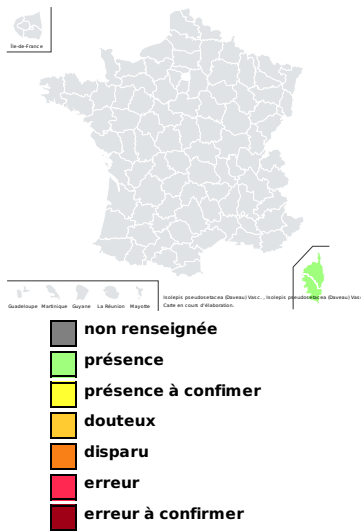 Île-de-France
Guadeloupe Martinique Guyane La Réunion Mayotte
Isolepis pseudosetacea (Daveau) Vasc. , Isolepis pseudosetacea (Daveau) Vasc
Carte en cours d'élaboration.
non renseignée
présence
présence à confimer
douteux
disparu
erreur
erreur à confirmer